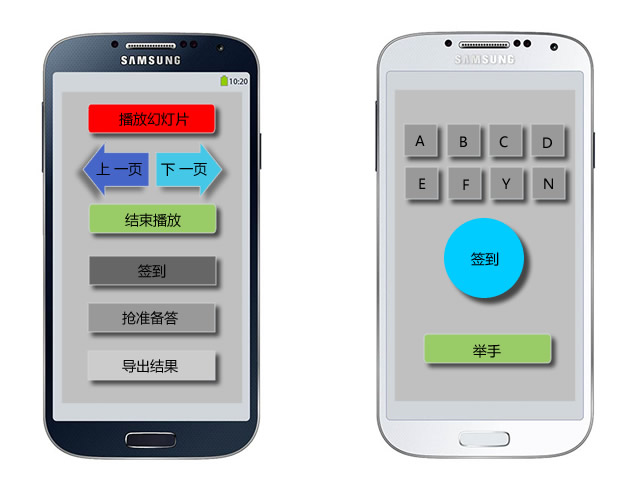 SAMSUNG
10:20
播放幻灯片
上一页
下一页
结束播放
签到
抢准备答
导出结果
SAMSUNG
A B C D
E F Y N
签到
举手